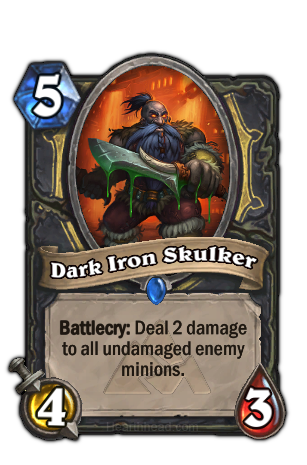 5
Dark Iron Skulker
Battlecry: Deal 2 damage
to all undamaged enemy
minions.
4
3